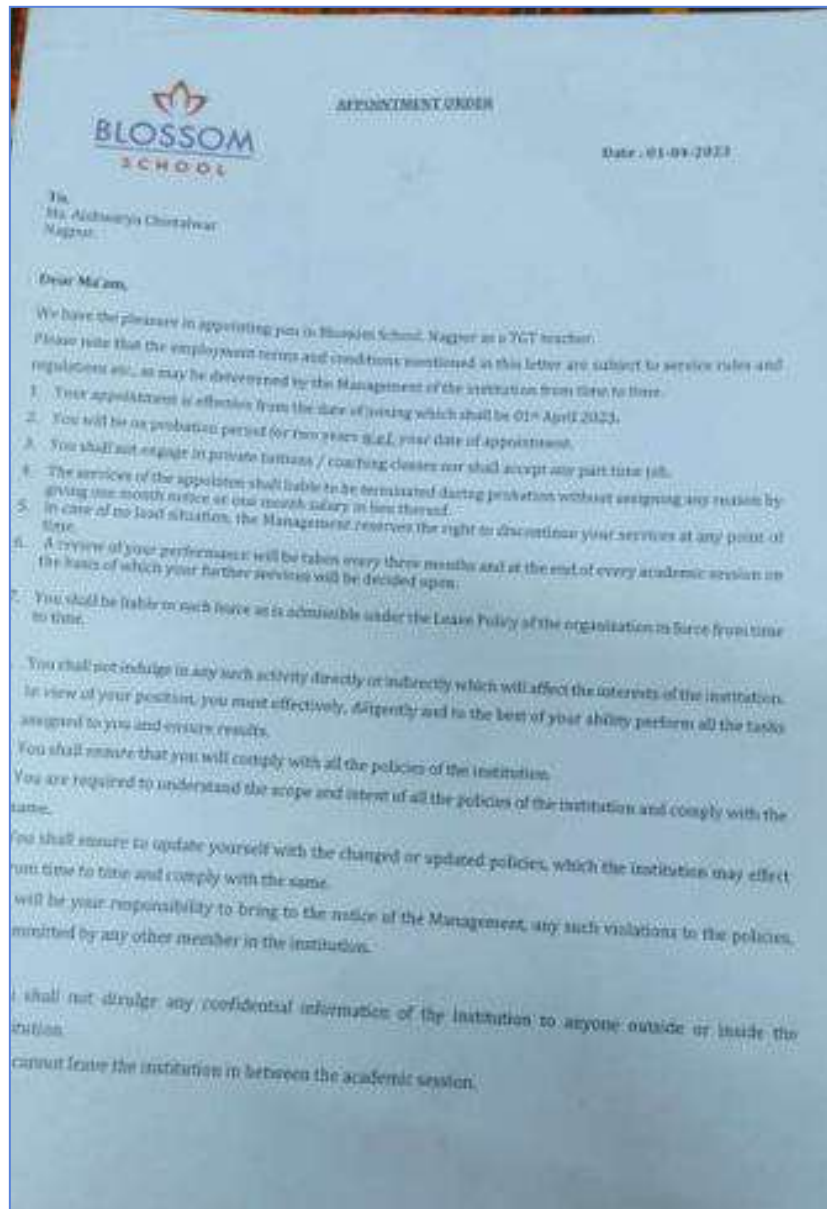 BLOSSOM
SCHOOL
APPOINTMENT ORDER
Date : 01-04-2023
To,
Ms. Aishwarya
Nagpur.
Dear Ma'am,
We have the pleasure in appointing you in Blossom School, Nagpur as a TGT teacher.
Please note that the employment terms and conditions mentioned in this letter are subject to service rules and
regulations etc., as may be determined by the Management of the institution from time to time.
1. Your appointment is effective from the date of joining which shall be 01st April 2023.
2. You will be on probation period for two years w.e.f. your date of appointment.
3. You shall not engage in private tuitions / coaching classes nor shall accept any part time job.
4. The services of the appointee shall liable to be terminated during probation without assigning any reason by
giving one month notice or one month salary in lieu thereof.
5. In case of no load situation, the Management reserves the right to discontinue your services at any point of
time.
6. A review of your performance will be taken every three months and at the end of every academic session on
the basis of which your further services will be decided upon.
7. You shall be liable to such leave as is admissible under the Leave Policy of the organization in force from time
to time.
You shall not indulge in any such activity directly or indirectly which will affect the interests of the institution.
In view of your position, you must effectively, diligently and to the best of your ability perform all the tasks
assigned to you and ensure results.
You shall ensure that you will comply with all the policies of the institution.
You are required to understand the scope and intent of all the policies of the institution and comply with the
same.
You shall ensure to update yourself with the changed or updated policies, which the institution may effect
from time to time and comply with the same.
will be your responsibility to bring to the notice of the Management, any such violations to the policies,
mmitted by any other member in the institution.
shall not divulge any confidential information of the institution to anyone outside or inside the
itution.
cannot leave the institution in between the academic session.